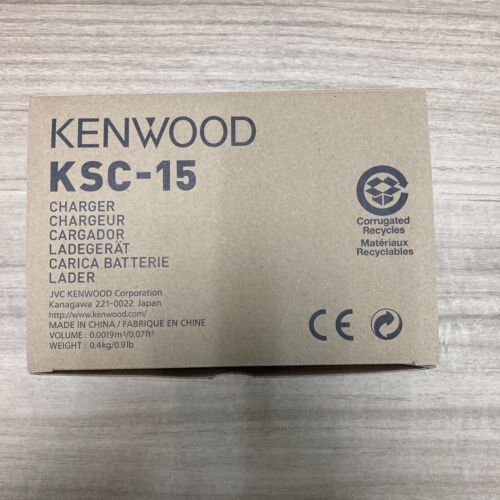 KENWOOD
KSC-15
CHARGER
CHARGEUR
CARGADOR
LADEGERÄT
CARICA BATTERIE
LADER
JVC KENWOOD Corporation
Kanagawa 221-0022 Japan
http://www.kenwood.com/
MADE IN CHINA / FABRIQUE EN CHINE
VOLUME : 0.0019m³/0.07ft³
WEIGHT : 0.4kg/0.9lb
Corrugated
Recycles
Matériaux
Recyclables
CE